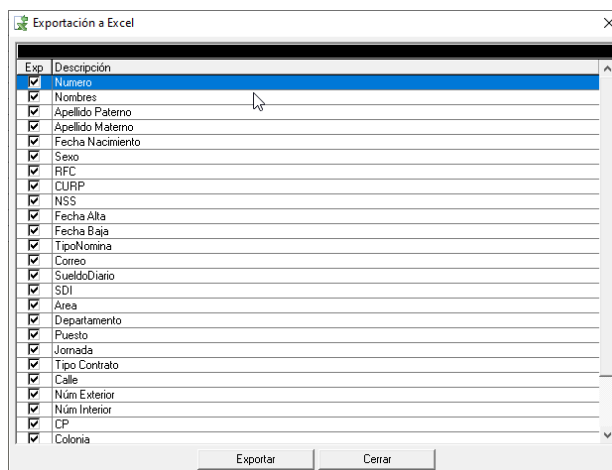 Exportación a Excel
Exp Descripción
Numero
Nombres
Apellido Paterno
Apellido Materno
Fecha Nacimiento
Sexo
RFC
CURP
NSS
Fecha Alta
Fecha Baja
TipoNomina
Correo
SueldoDiario
SDI
Area
Departamento
Puesto
Jornada
Tipo Contrato
Calle
Núm Exterior
Núm Interior
CP
Colonia
Exportar Cerrar